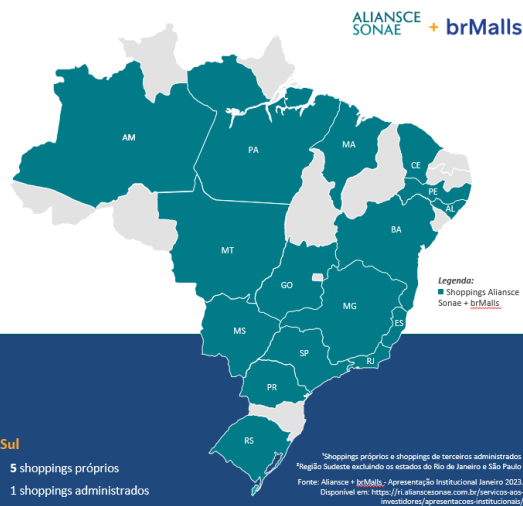 ALIANSCE
SONAE + brMalls
AM
PA
MA
CE
PE
AL
BA
MT
GO
MG
ES
MS
SP
RJ
PR
RS
Legenda:
Shoppings Aliansce
Sonae + brMalls
Sul
5 shoppings próprios
1 shoppings administrados
¹Shoppings próprios e shoppings de terceiros administrados
²Região Sudeste excluindo os estados do Rio de Janeiro e São Paulo
Fonte: Aliansce + brMalls - Apresentação Institucional Janeiro 2023.
Disponível em: https://ri.alianscesonae.com.br/servicos-aos-
investidores/apresentacoes-institucionais/